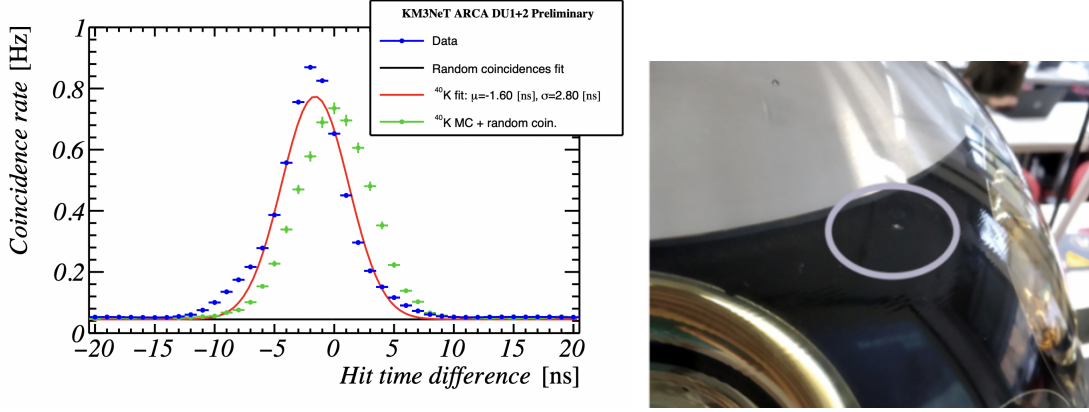 KM3NeT ARCA DU1+2 Preliminary
Data
Random coincidences fit
⁴⁰K fit: μ=-1.60 [ns], σ=2.80 [ns]
⁴⁰K MC + random coin.
Coincidence rate [Hz]
1
0.8
0.6
0.4
0.2
0
−20 −15 −10 −5 0 5 10 15 20
Hit time difference [ns]